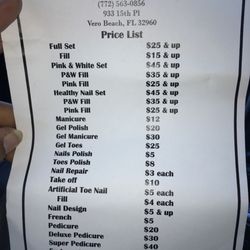 (772) 563-0856
933 15th Pl
Vero Beach, FL 32960
Price List
Full Set $25 & up
Fill $15 & up
Pink & White Set $45 & up
P&W Fill $35 & up
Pink Fill $25 & up
Healthy Nail Set $45 & up
P&W Fill $35 & up
Pink Fill $25 & up
Manicure $12
Gel Polish $20
Gel Manicure $30
Gel Toes $25
Nails Polish $5
Toes Polish $8
Nail Repair $3 each
Take off $10
Artificial Toe Nail $5 each
Fill $4 each
Nail Design $5 & up
French $5
Pedicure $20
Deluxe Pedicure $30
Super Pedicure $40